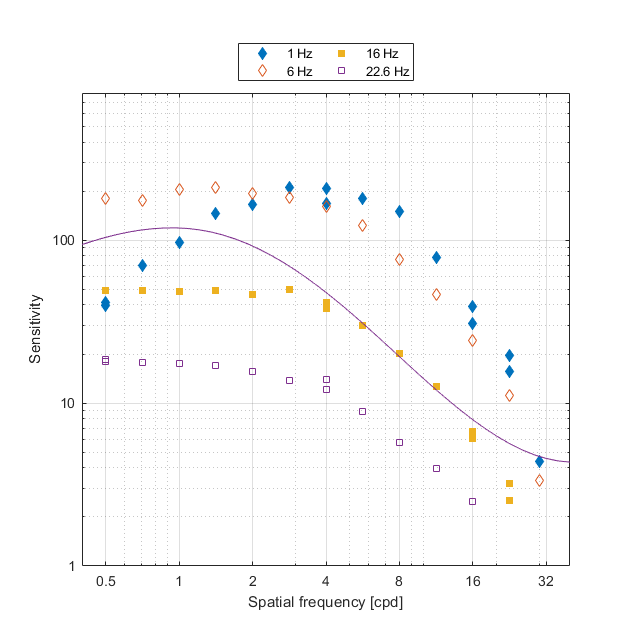 1 Hz 16 Hz
6 Hz 22.6 Hz
100
10
1
Sensitivity
0.5 1 2 4 8 16 32
Spatial frequency [cpd]